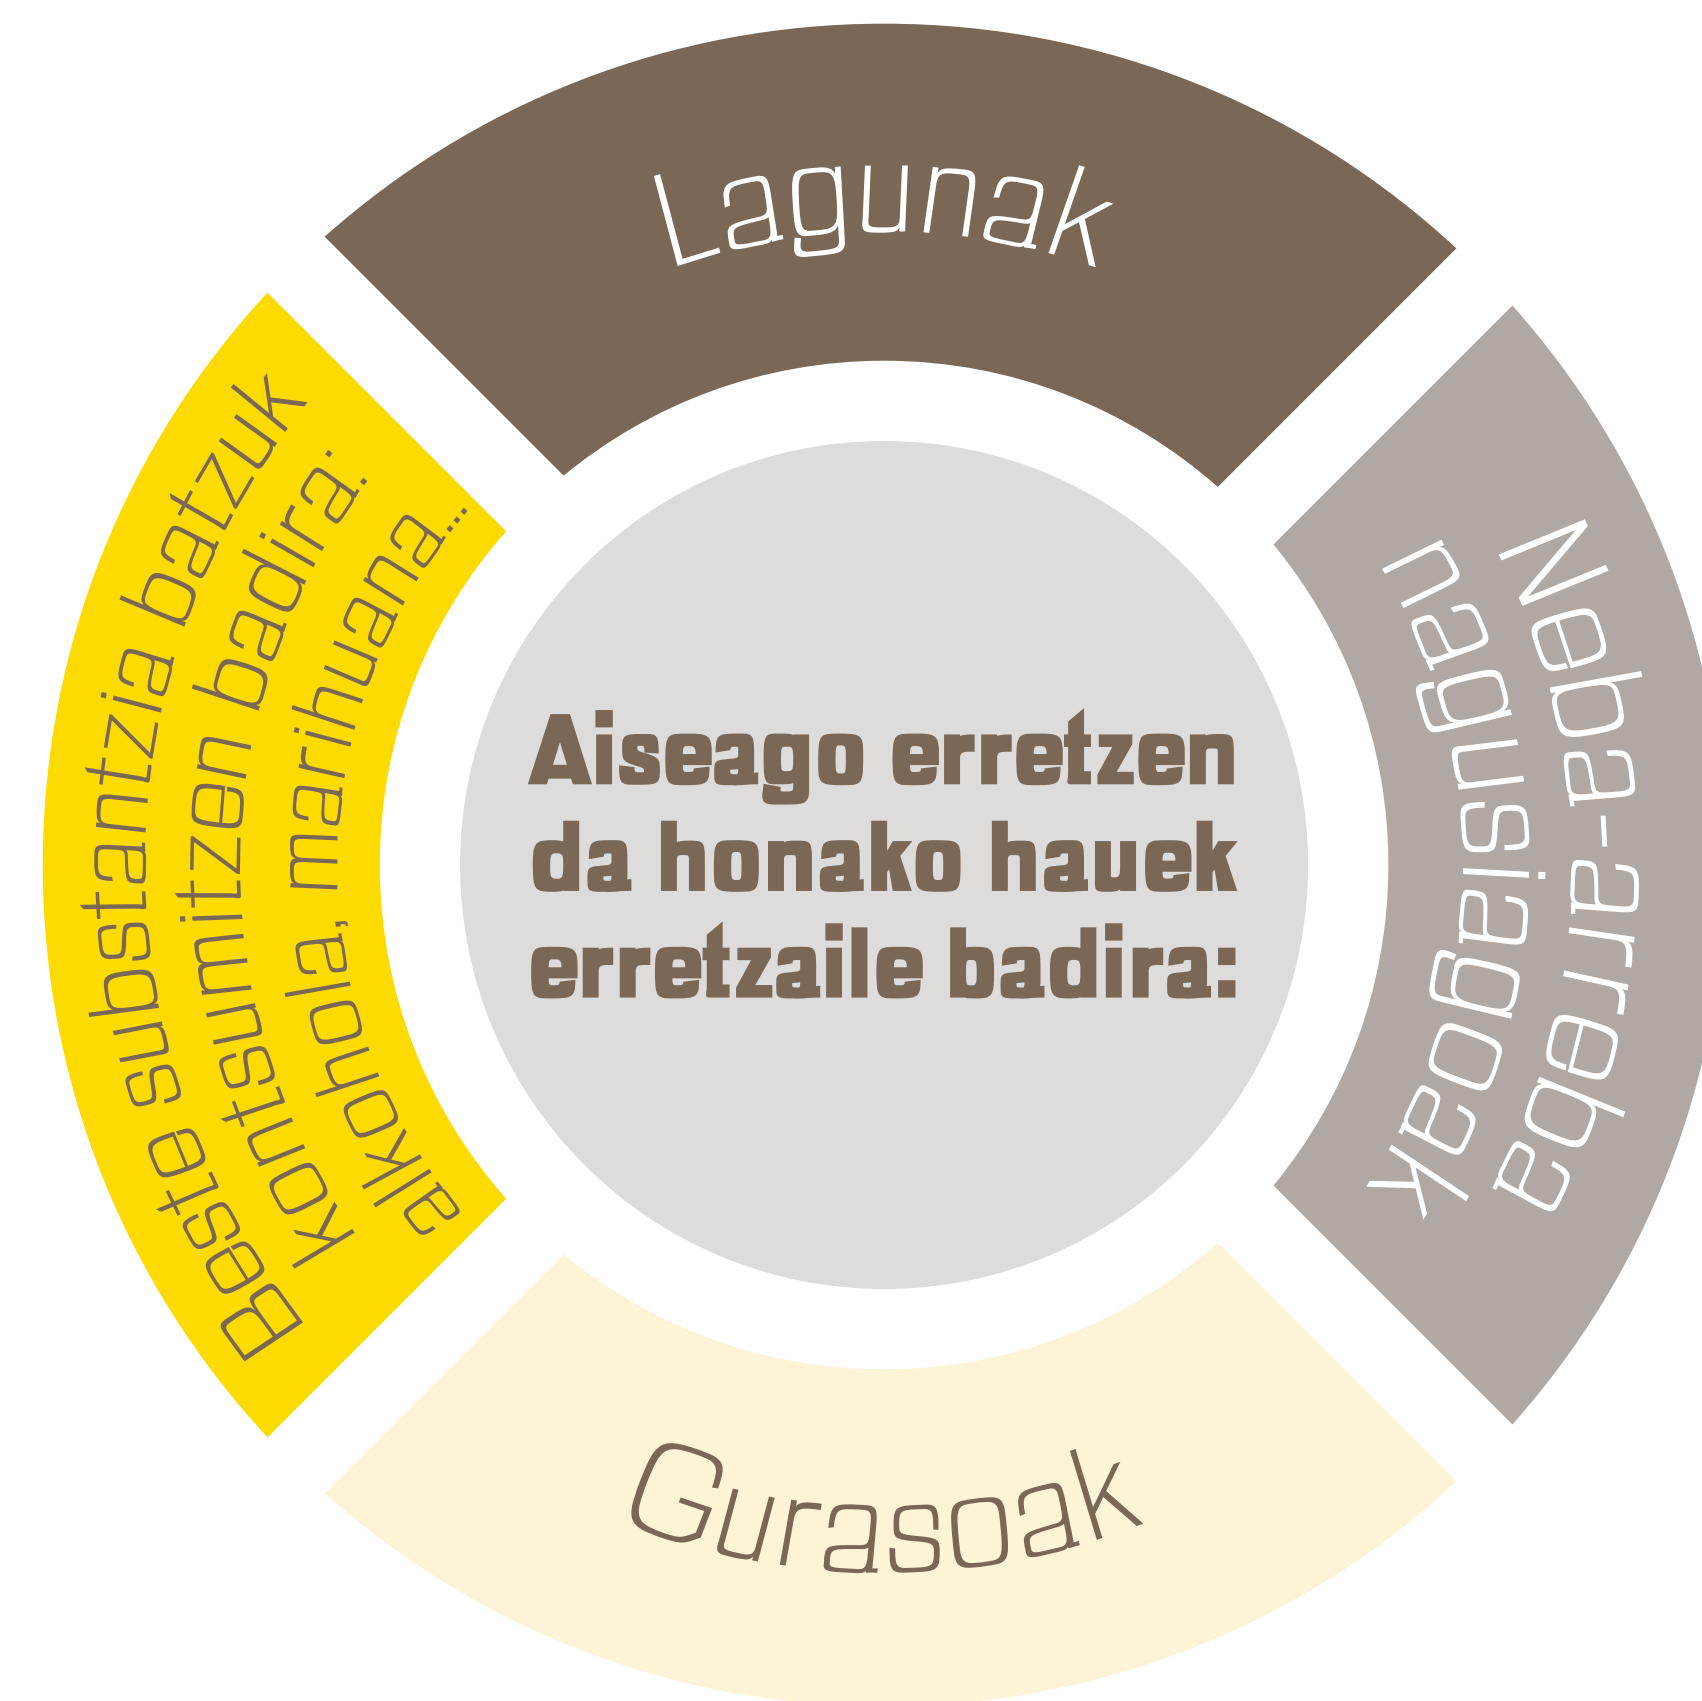 Lagunak
Neba-arreba
nagusiagoak
Aiseago erretzen
da honako hauek
erretzaile badira:
Gurasoak
Beste substantzia batzuk
kontsumitzen badira:
alkohola, marihuana...